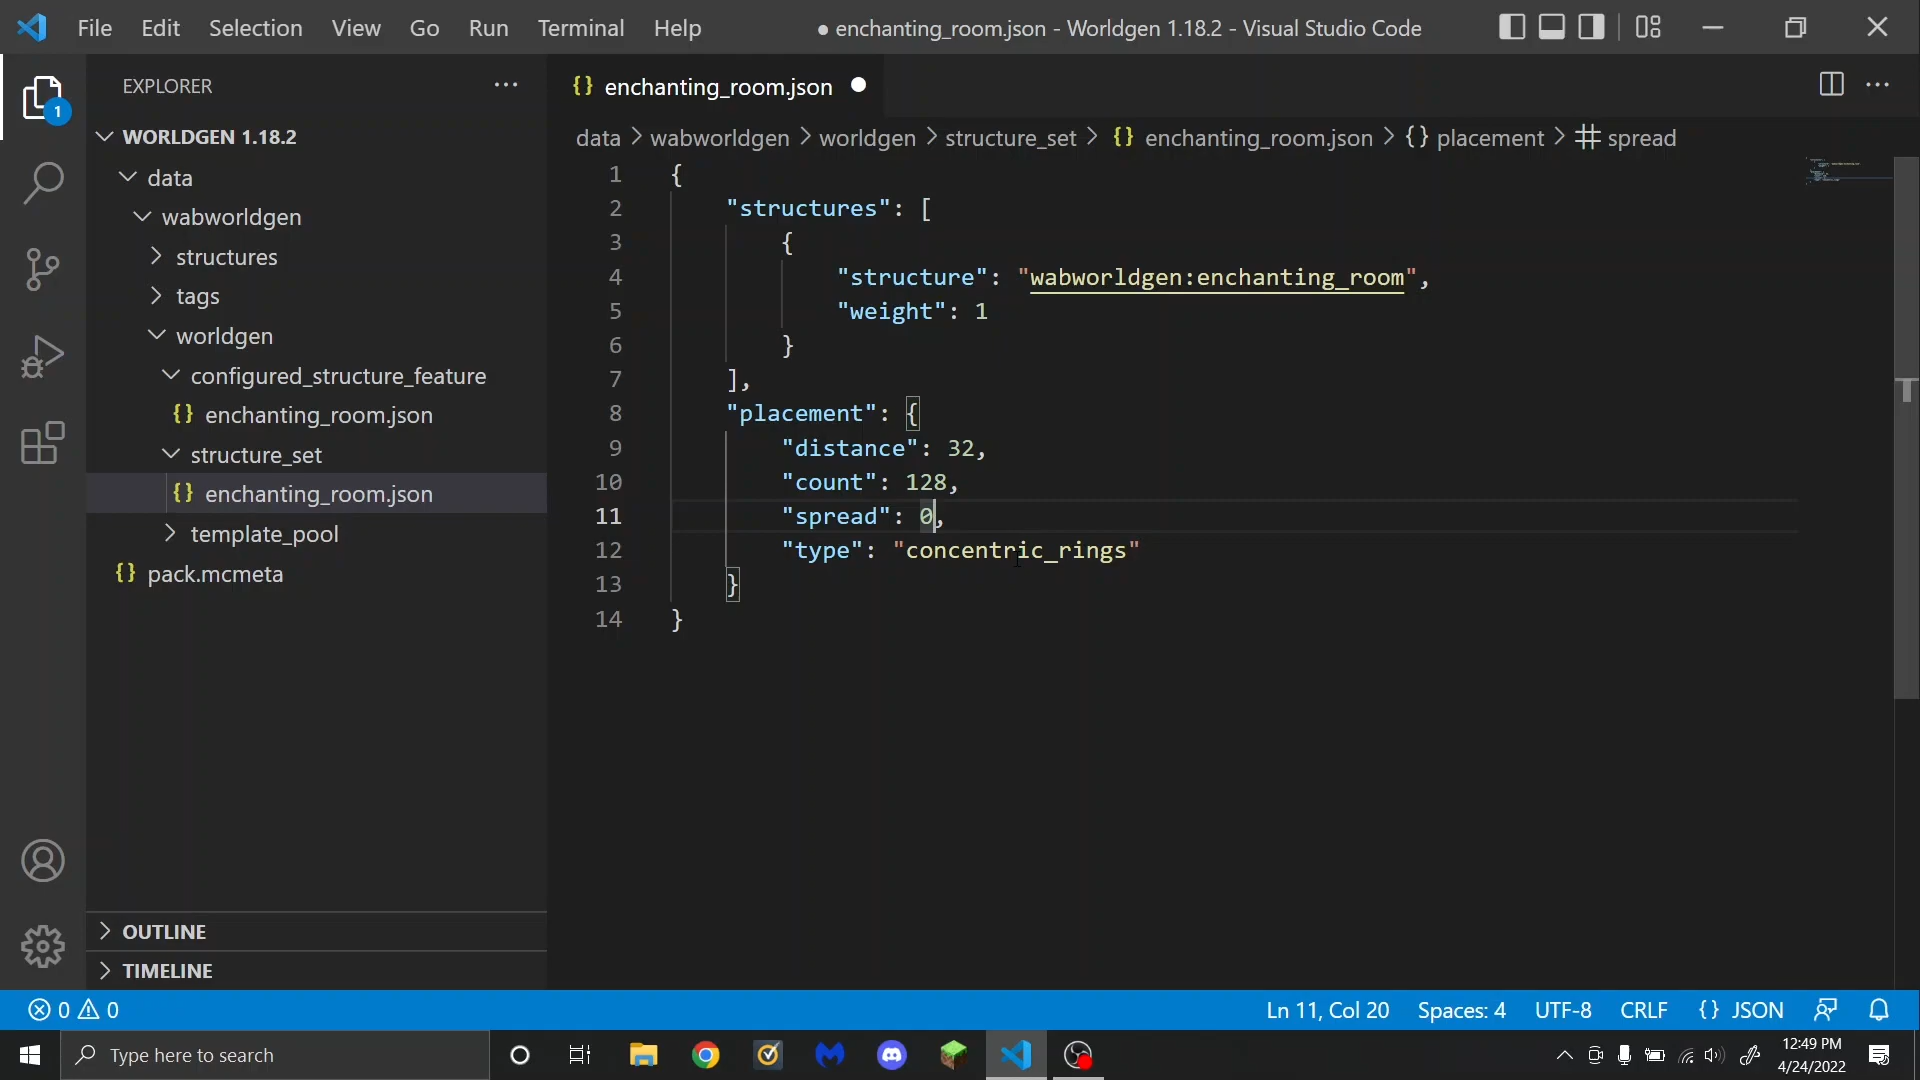 File Edit Selection View Go Run Terminal Help
● enchanting_room.json - Worldgen 1.18.2 - Visual Studio Code
EXPLORER
1
WORLDGEN 1.18.2
data
wabworldgen
structures
tags
worldgen
configured_structure_feature
{} enchanting_room.json
structure_set
{} enchanting_room.json
template_pool
{} pack.mcmeta
OUTLINE
TIMELINE
{} enchanting_room.json
data > wabworldgen > worldgen > structure_set > {} enchanting_room.json > {} placement > # spread
1 {
2 "structures": [
3 {
4 "structure": "wabworldgen:enchanting_room",
5 "weight": 1
6 }
7 ],
8 "placement": {
9 "distance": 32,
10 "count": 128,
11 "spread": 0,
12 "type": "concentric_rings"
13 }
14 }
0 0
Ln 11, Col 20 Spaces: 4 UTF-8 CRLF {} JSON
Type here to search
12:49 PM
4/24/2022